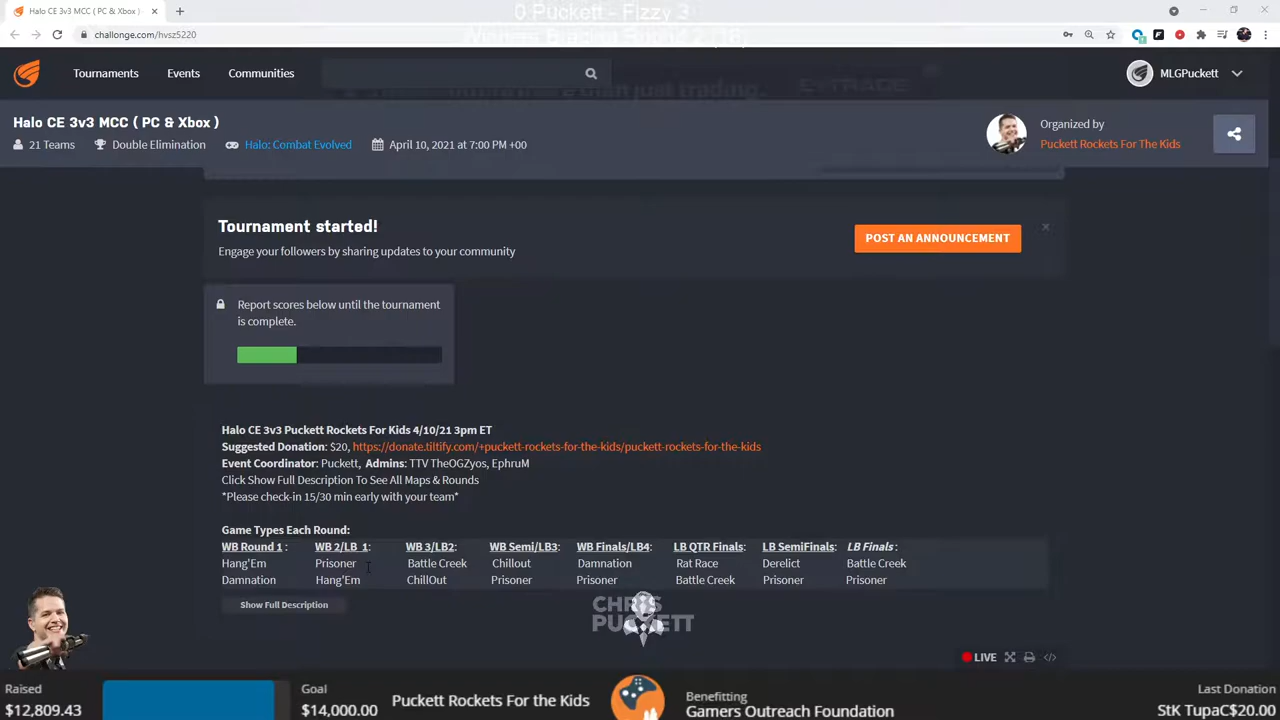 Halo CE 3v3 MCC ( PC & Xbox )
0 Puckett - Fizzy 3
challonge.com/hvsz5220
Tournaments
Events
Communities
MLGPuckett
just trading.
EXTRAGE
Halo CE 3v3 MCC ( PC & Xbox )
21 Teams
Double Elimination
Halo: Combat Evolved
April 10, 2021 at 7:00 PM +00
Organized by
Puckett Rockets For The Kids
Tournament started!
Engage your followers by sharing updates to your community
POST AN ANNOUNCEMENT
Report scores below until the tournament
is complete.
Halo CE 3v3 Puckett Rockets For Kids 4/10/21 3pm ET
Suggested Donation: $20, https://donate.tiltify.com/+puckett-rockets-for-the-kids/puckett-rockets-for-the-kids
Event Coordinator: Puckett, Admins: TTV TheOGZyos, EphruM
Click Show Full Description To See All Maps & Rounds
*Please check-in 15/30 min early with your team*
Game Types Each Round:
WB Round 1 : WB 2/LB 1: WB 3/LB2: WB Semi/LB3: WB Finals/LB4: LB QTR Finals: LB SemiFinals: LB Finals :
Hang'Em Prisoner Battle Creek Chillout Damnation Rat Race Derelict Battle Creek
Damnation Hang'Em ChillOut Prisoner Prisoner Battle Creek Prisoner Prisoner
Show Full Description
CHRIS
PUCKETT
LIVE
Raised
$12,809.43
Goal
$14,000.00
Puckett Rockets For the Kids
Benefitting
Gamers Outreach Foundation
Last Donation
StK TupaC$20.00